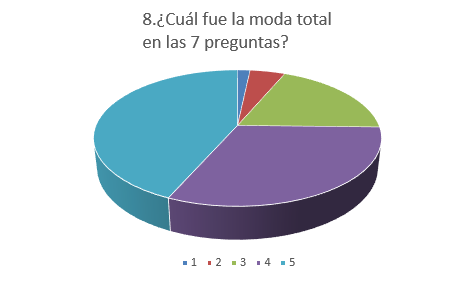 8.¿Cuál fue la moda total
en las 7 preguntas?
1 2 3 4 5